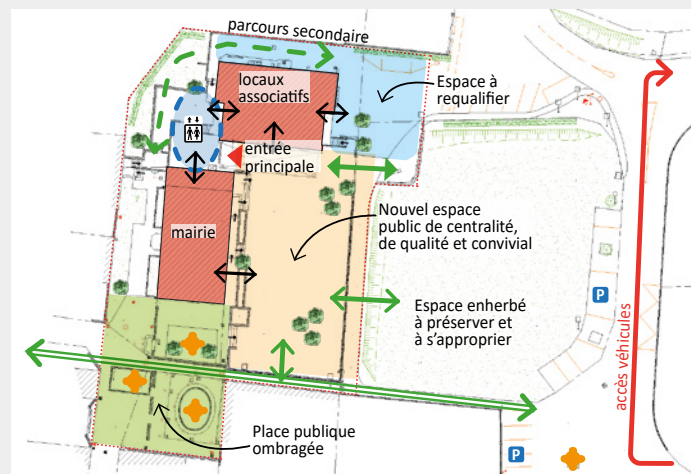 parcours secondaire
locaux
associatifs
Espace à
requalifier
entrée
principale
mairie
Nouvel espace
public de centralité,
de qualité et convivial
P
Espace enherbé
à préserver et
à s’approprier
accès véhicules
Place publique
ombragée
P